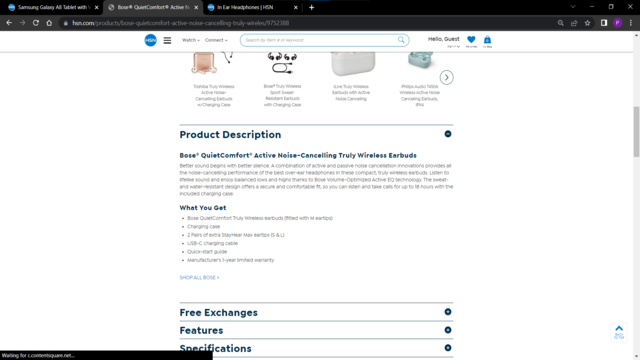 Samsung Galaxy A8 Tablet with
Bose® QuietComfort® Active No
In Ear Headphones | HSN
hsn.com/products/bose-quietcomfort-active-noise-cancelling-truly-wireles/9752388
HSN
Watch
Connect
Search by item # or keyword
Hello, Guest
Toshiba Truly Wireless
Active Noise-
Canceling Earbuds
w/Charging Case
Bose® Truly Wireless
Sport Sweat-
Resistant Earbuds
with Charging Case
iLive Truly Wireless
Earbuds with Active
Noise Canceling
Wireless Active Noise
Canceling Earbuds,
Product Description
Bose® QuietComfort® Active Noise-Cancelling Truly Wireless Earbuds
Better sound begins with better silence. A combination of active and passive noise cancellation innovations provides all
the noise-cancelling performance of the best over-ear headphones in these compact, truly wireless earbuds. Listen to
lifelike sound and enjoy balanced lows and highs thanks to Bose Volume-Optimized Active EQ technology. The sweat-
and water-resistant design offers a secure and comfortable fit, so you can listen and take calls for up to 18 hours with the
included charging case.
What You Get
Bose QuietComfort Truly Wireless earbuds (fitted with M eartips)
Charging case
2 Pairs of extra StayHear Max eartips (S & L)
USB-C charging cable
Quick-start guide
Manufacturer's 1-year limited warranty
SHOP ALL BOSE >
Free Exchanges
Features
Specifications
BACK
TO TOP
Waiting for c.contentsquare.net...